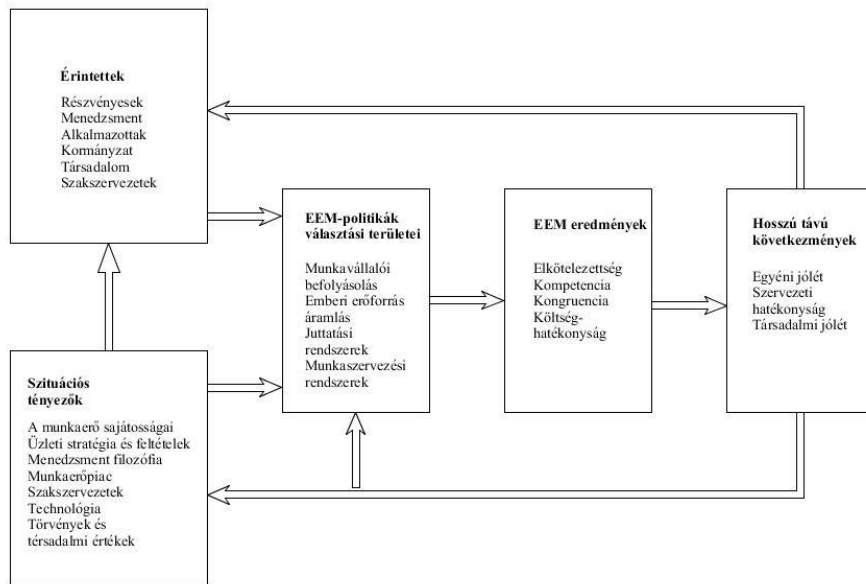 Érintettek
Részvényesek
Menedzsment
Alkalmazottak
Kormányzat
Társadalom
Szakszervezetek
Szituációs
tényezők
A munkaerő sajátosságai
Üzleti stratégia és feltételek
Menedzsment filozófia
Munkaerőpiac
Szakszervezetek
Technológia
Törvények és
térsadalmi értékek
EEM-politikák
választási területei
Munkavállalói
befolyásolás
Emberi erőforrás
áramlás
Juttatási
rendszerek
Munkaszervezési
rendszerek
EEM eredmények
Elkötelezettség
Kompetencia
Kongruencia
Költség-
hatékonyság
Hosszú távú
következmények
Egyéni jólét
Szervezeti
hatékonyság
Társadalmi jólét